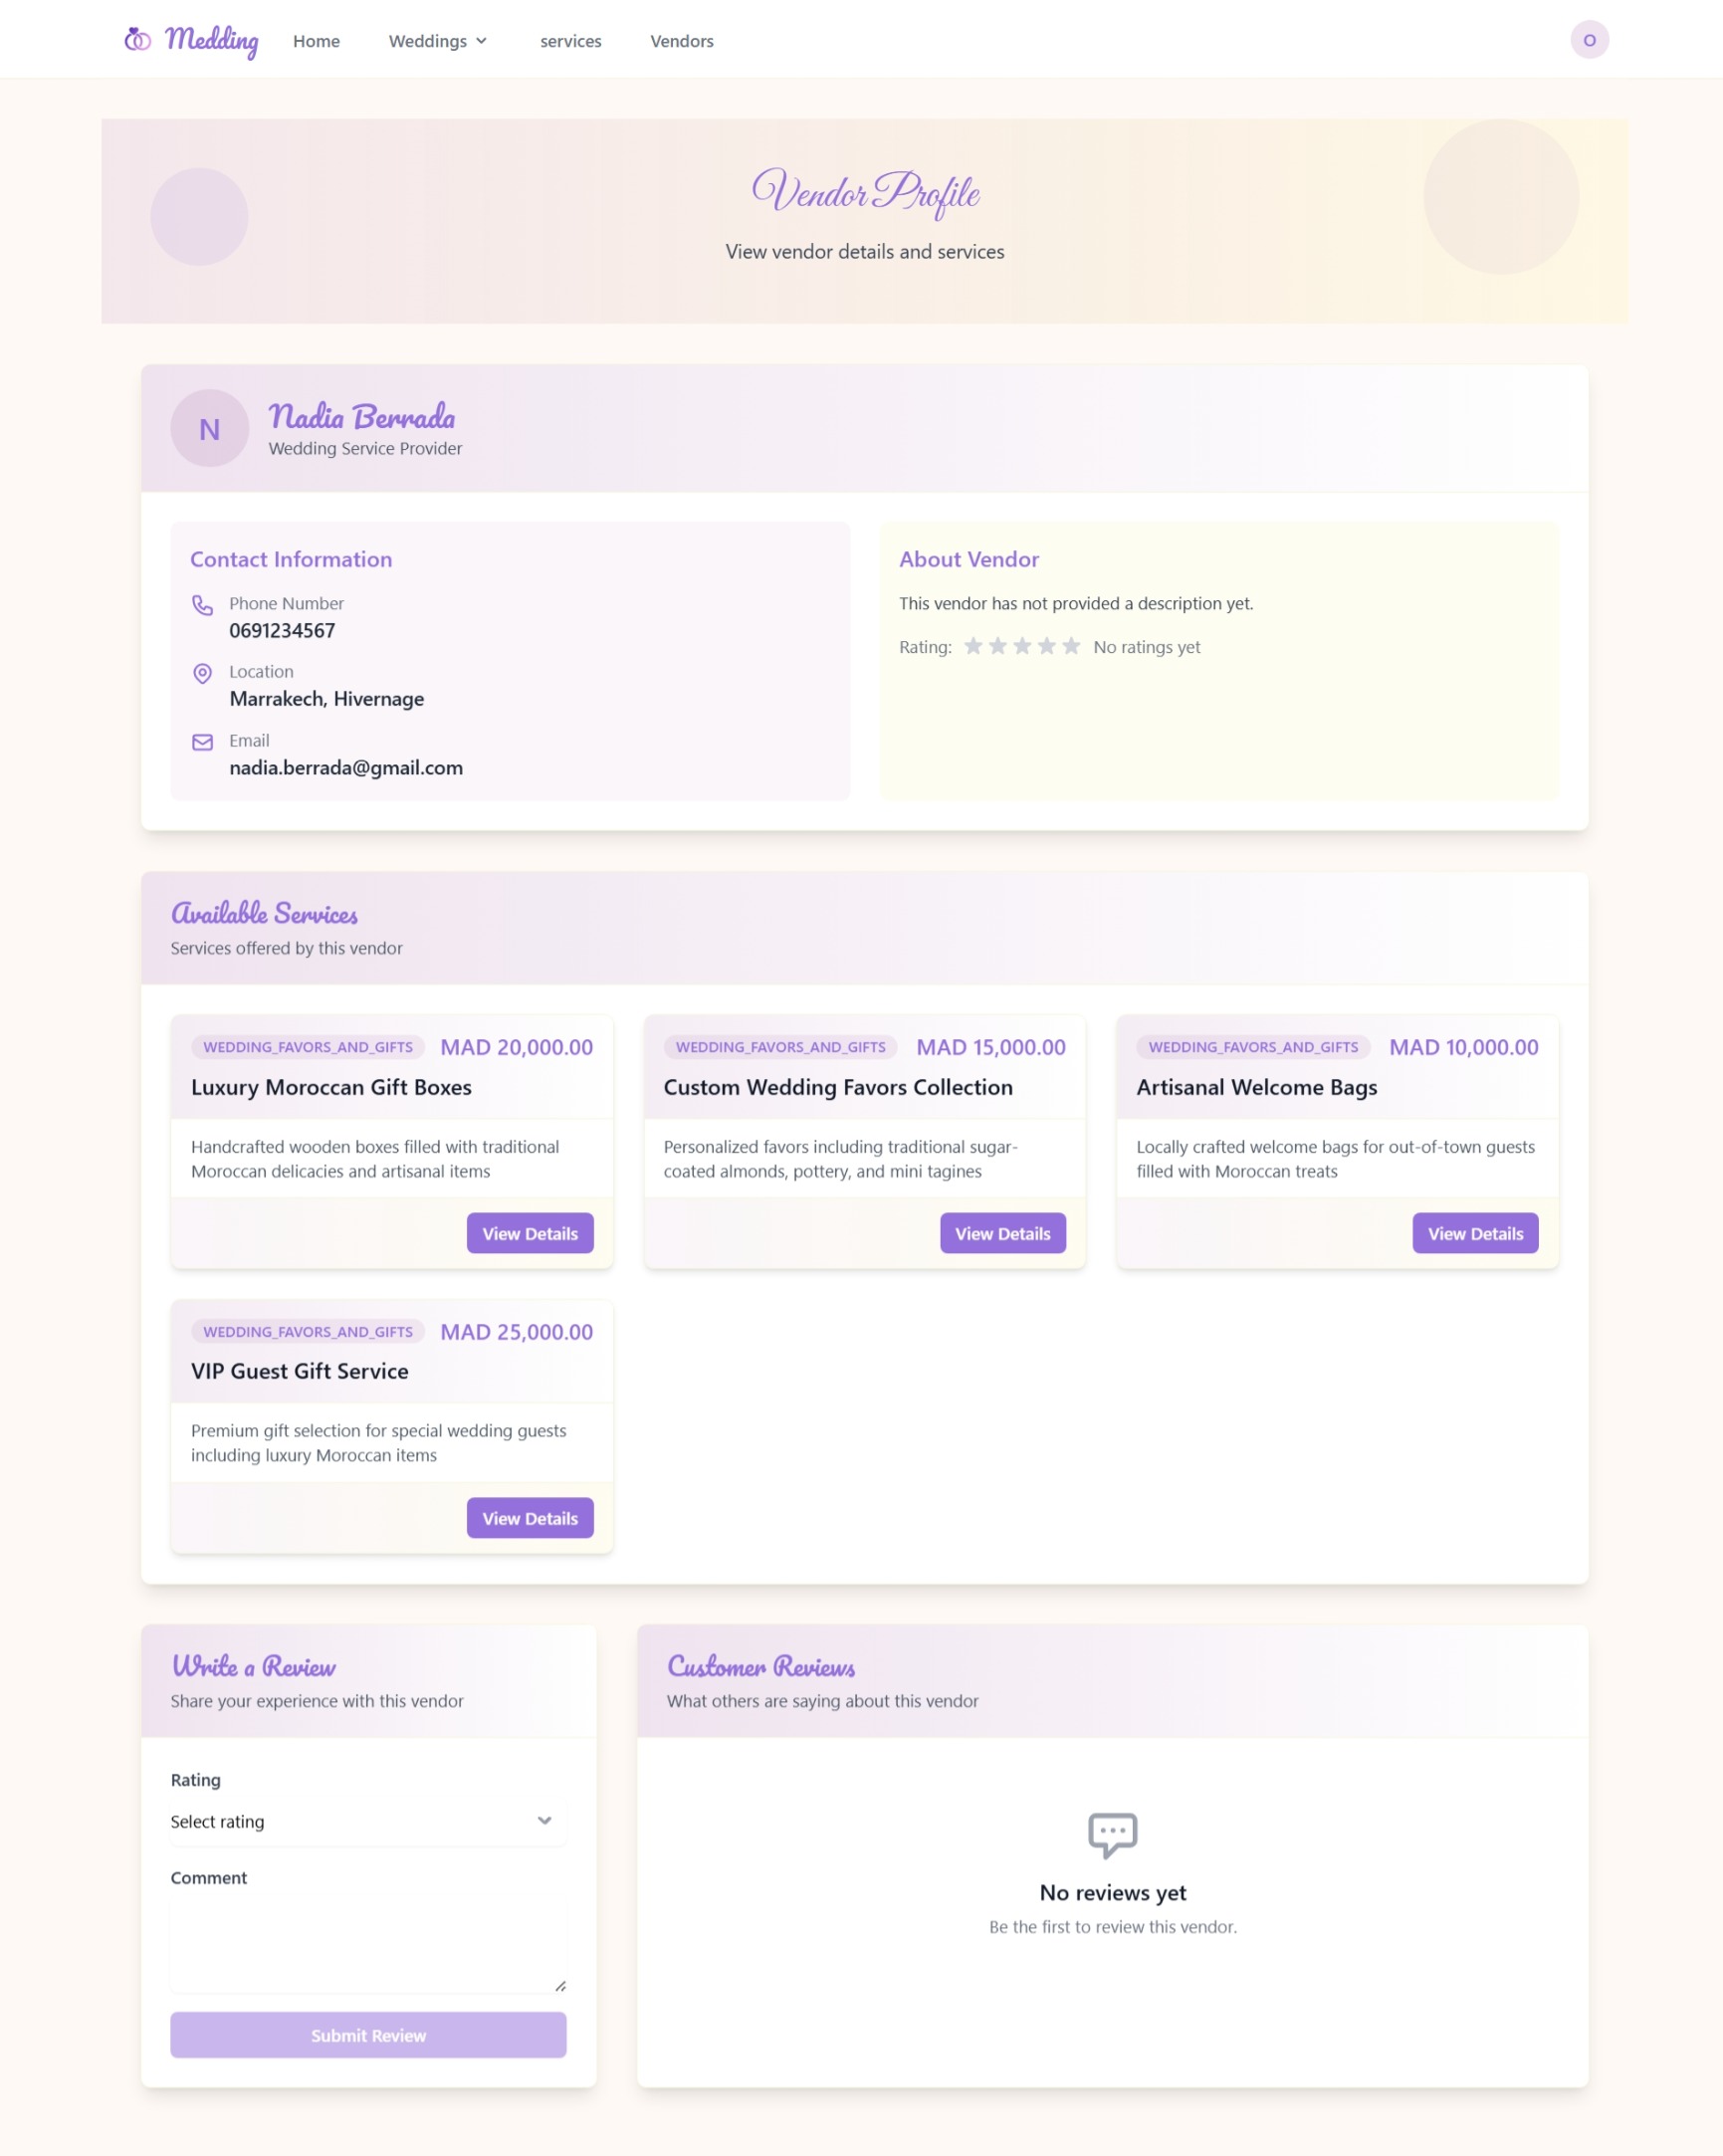 Medding
Home
Weddings
services
Vendors
O
Vendor Profile
View vendor details and services
N
Nadia Berrada
Wedding Service Provider
Contact Information
Phone Number
0691234567
Location
Marrakech, Hivernage
Email
nadia.berrada@gmail.com
About Vendor
This vendor has not provided a description yet.
Rating: No ratings yet
Available Services
Services offered by this vendor
WEDDING_FAVORS_AND_GIFTS MAD 20,000.00
Luxury Moroccan Gift Boxes
Handcrafted wooden boxes filled with traditional
Moroccan delicacies and artisanal items
View Details
WEDDING_FAVORS_AND_GIFTS MAD 15,000.00
Custom Wedding Favors Collection
Personalized favors including traditional sugar-
coated almonds, pottery, and mini tagines
View Details
WEDDING_FAVORS_AND_GIFTS MAD 10,000.00
Artisanal Welcome Bags
Locally crafted welcome bags for out-of-town guests
filled with Moroccan treats
View Details
WEDDING_FAVORS_AND_GIFTS MAD 25,000.00
VIP Guest Gift Service
Premium gift selection for special wedding guests
including luxury Moroccan items
View Details
Write a Review
Share your experience with this vendor
Rating
Select rating
Comment
Submit Review
Customer Reviews
What others are saying about this vendor
No reviews yet
Be the first to review this vendor.